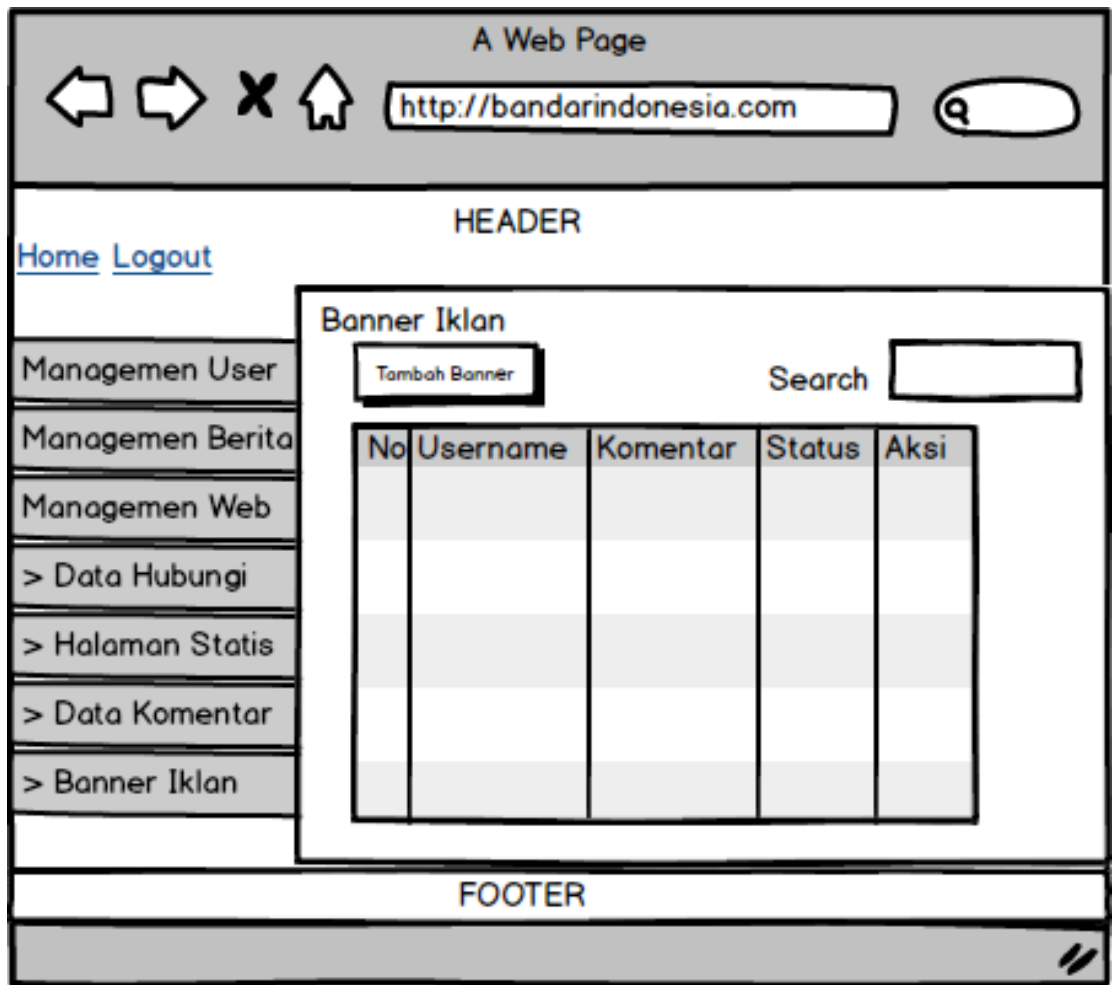 A Web Page
http://bandarindonesia.com
HEADER
Home Logout
Banner Iklan
Tambah Banner
Search
No Username Komentar Status Aksi
Managemen User
Managemen Berita
Managemen Web
> Data Hubungi
> Halaman Statis
> Data Komentar
> Banner Iklan
FOOTER